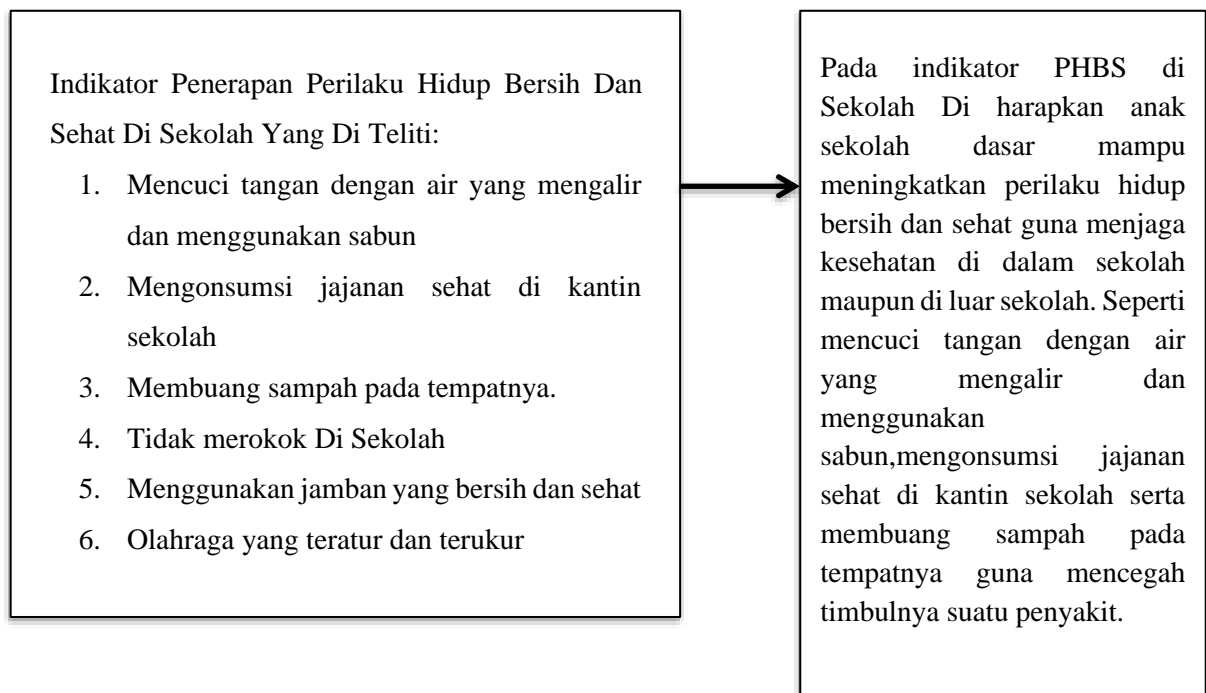 Indikator Penerapan Perilaku Hidup Bersih Dan
Sehat Di Sekolah Yang Di Teliti:
1. Mencuci tangan dengan air yang mengalir
dan menggunakan sabun
2. Mengonsumsi jajanan sehat di kantin
sekolah
3. Membuang sampah pada tempatnya.
4. Tidak merokok Di Sekolah
5. Menggunakan jamban yang bersih dan sehat
6. Olahraga yang teratur dan terukur
Pada indikator PHBS di
Sekolah Di harapkan anak
sekolah dasar mampu
meningkatkan perilaku hidup
bersih dan sehat guna menjaga
kesehatan di dalam sekolah
maupun di luar sekolah. Seperti
mencuci tangan dengan air
yang mengalir dan
menggunakan
sabun,mengonsumsi jajanan
sehat di kantin sekolah serta
membuang sampah pada
tempatnya guna mencegah
timbulnya suatu penyakit.